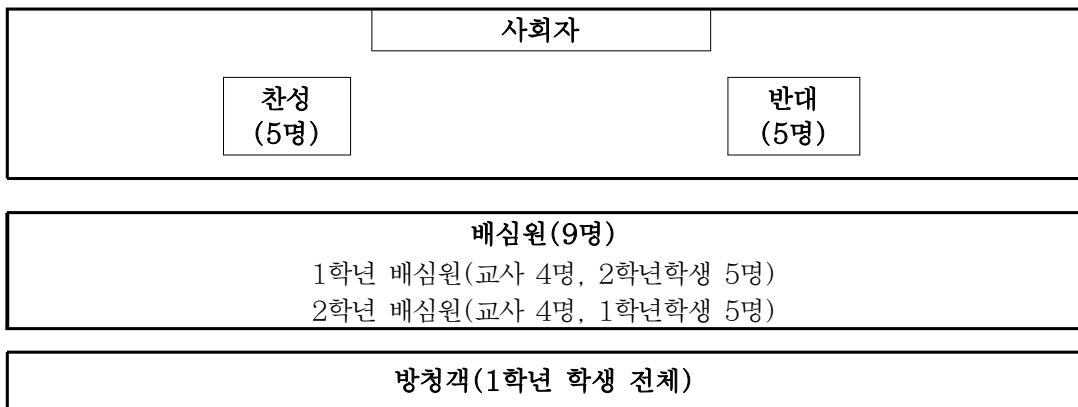 사회자
찬성 반대
(5명) (5명)
배심원(9명)
1학년 배심원(교사 4명, 2학년학생 5명)
2학년 배심원(교사 4명, 1학년학생 5명)
방청객(1학년 학생 전체)